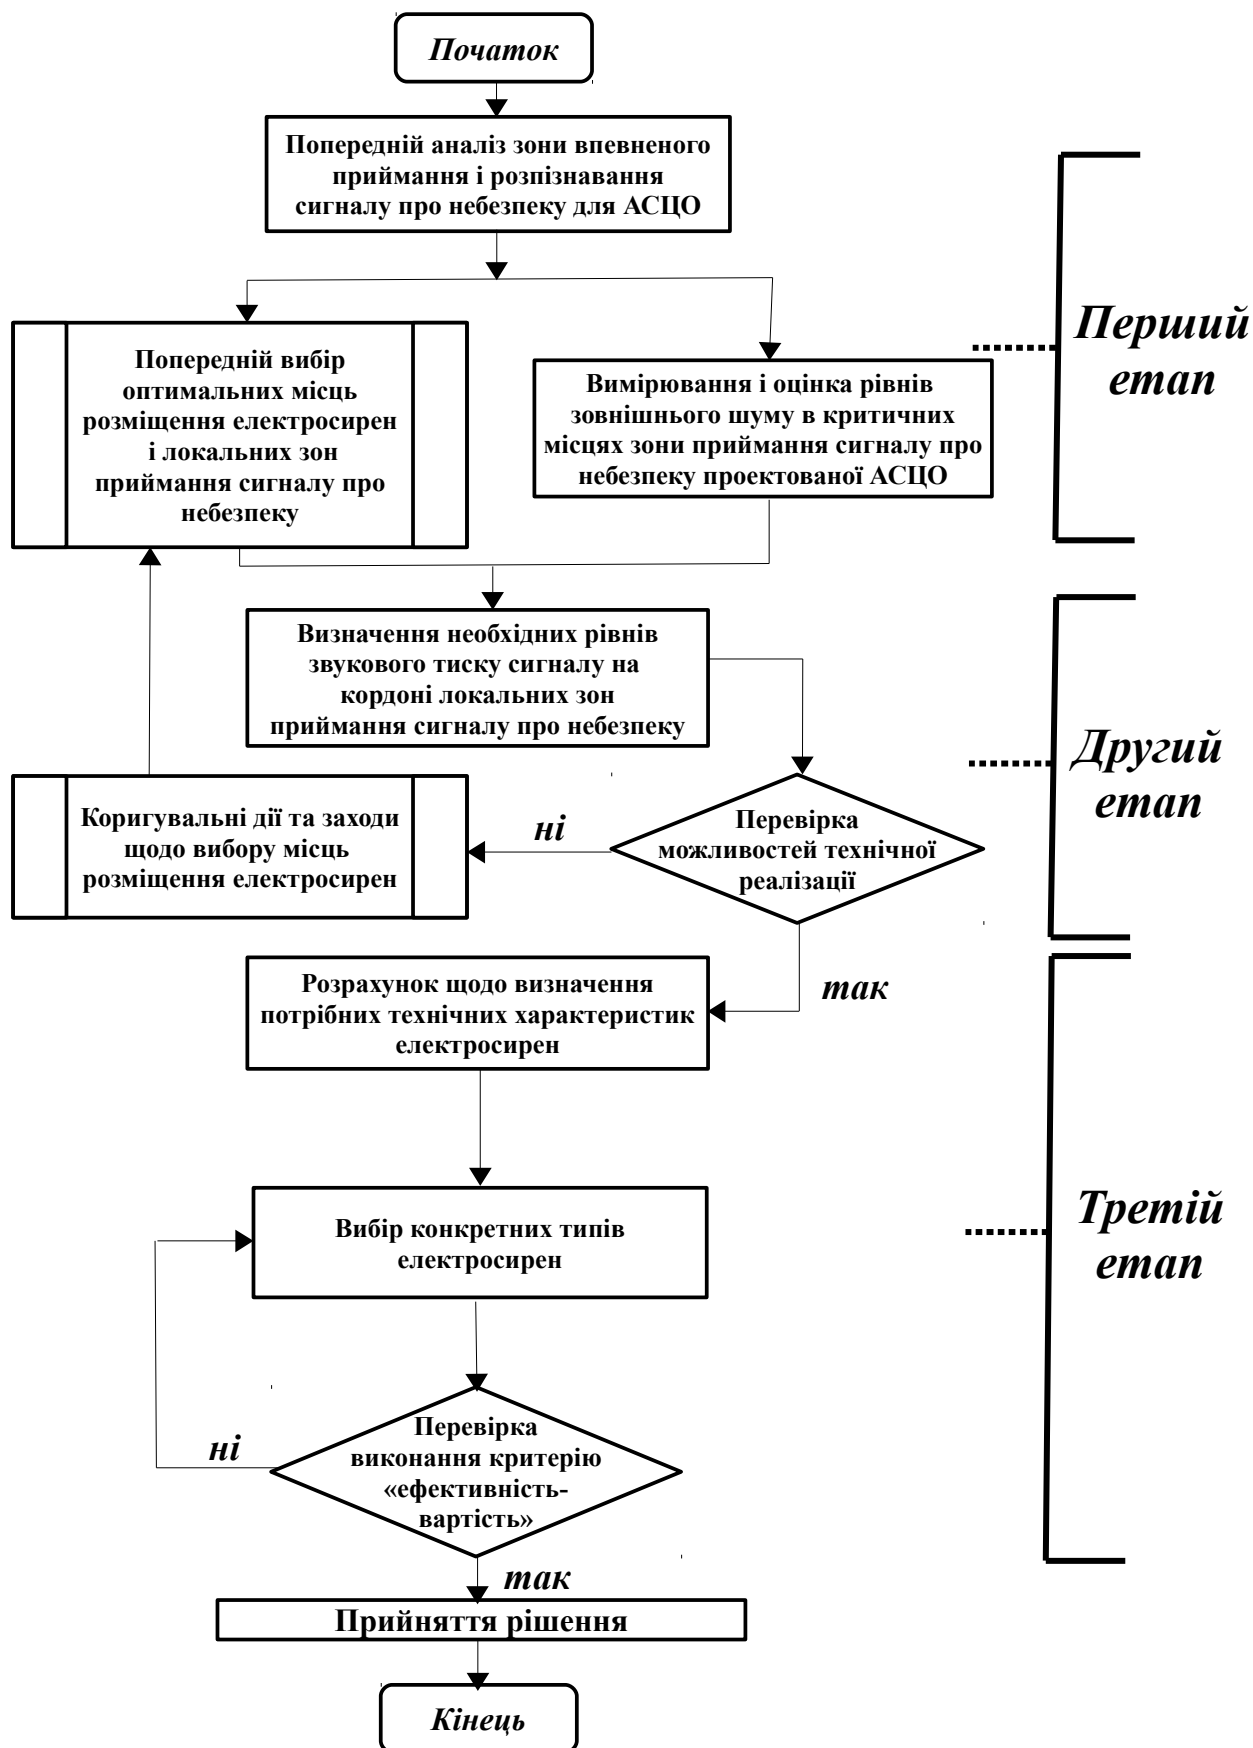 Початок
Попередній аналіз зони впевненого
приймання і розпізнавання
сигналу про небезпеку для АСЦО
Попередній вибір
оптимальних місць
розміщення електросирен
і локальних зон
приймання сигналу про
небезпеку
Вимірювання і оцінка рівнів
зовнішнього шуму в критичних
місцях зони приймання сигналу про
небезпеку проектованої АСЦО
Перший
етап
Визначення необхідних рівнів
звукового тиску сигналу на
кордоні локальних зон
приймання сигналу про небезпеку
Коригувальні дії та заходи
щодо вибору місць
розміщення електросирен
ні
Перевірка
можливостей технічної
реалізації
Другий
етап
так
Розрахунок щодо визначення
потрібних технічних характеристик
електросирен
Вибір конкретних типів
електросирен
Третій
етап
ні
Перевірка
виконання критерію
«ефективність-
вартість»
так
Прийняття рішення
Кінець